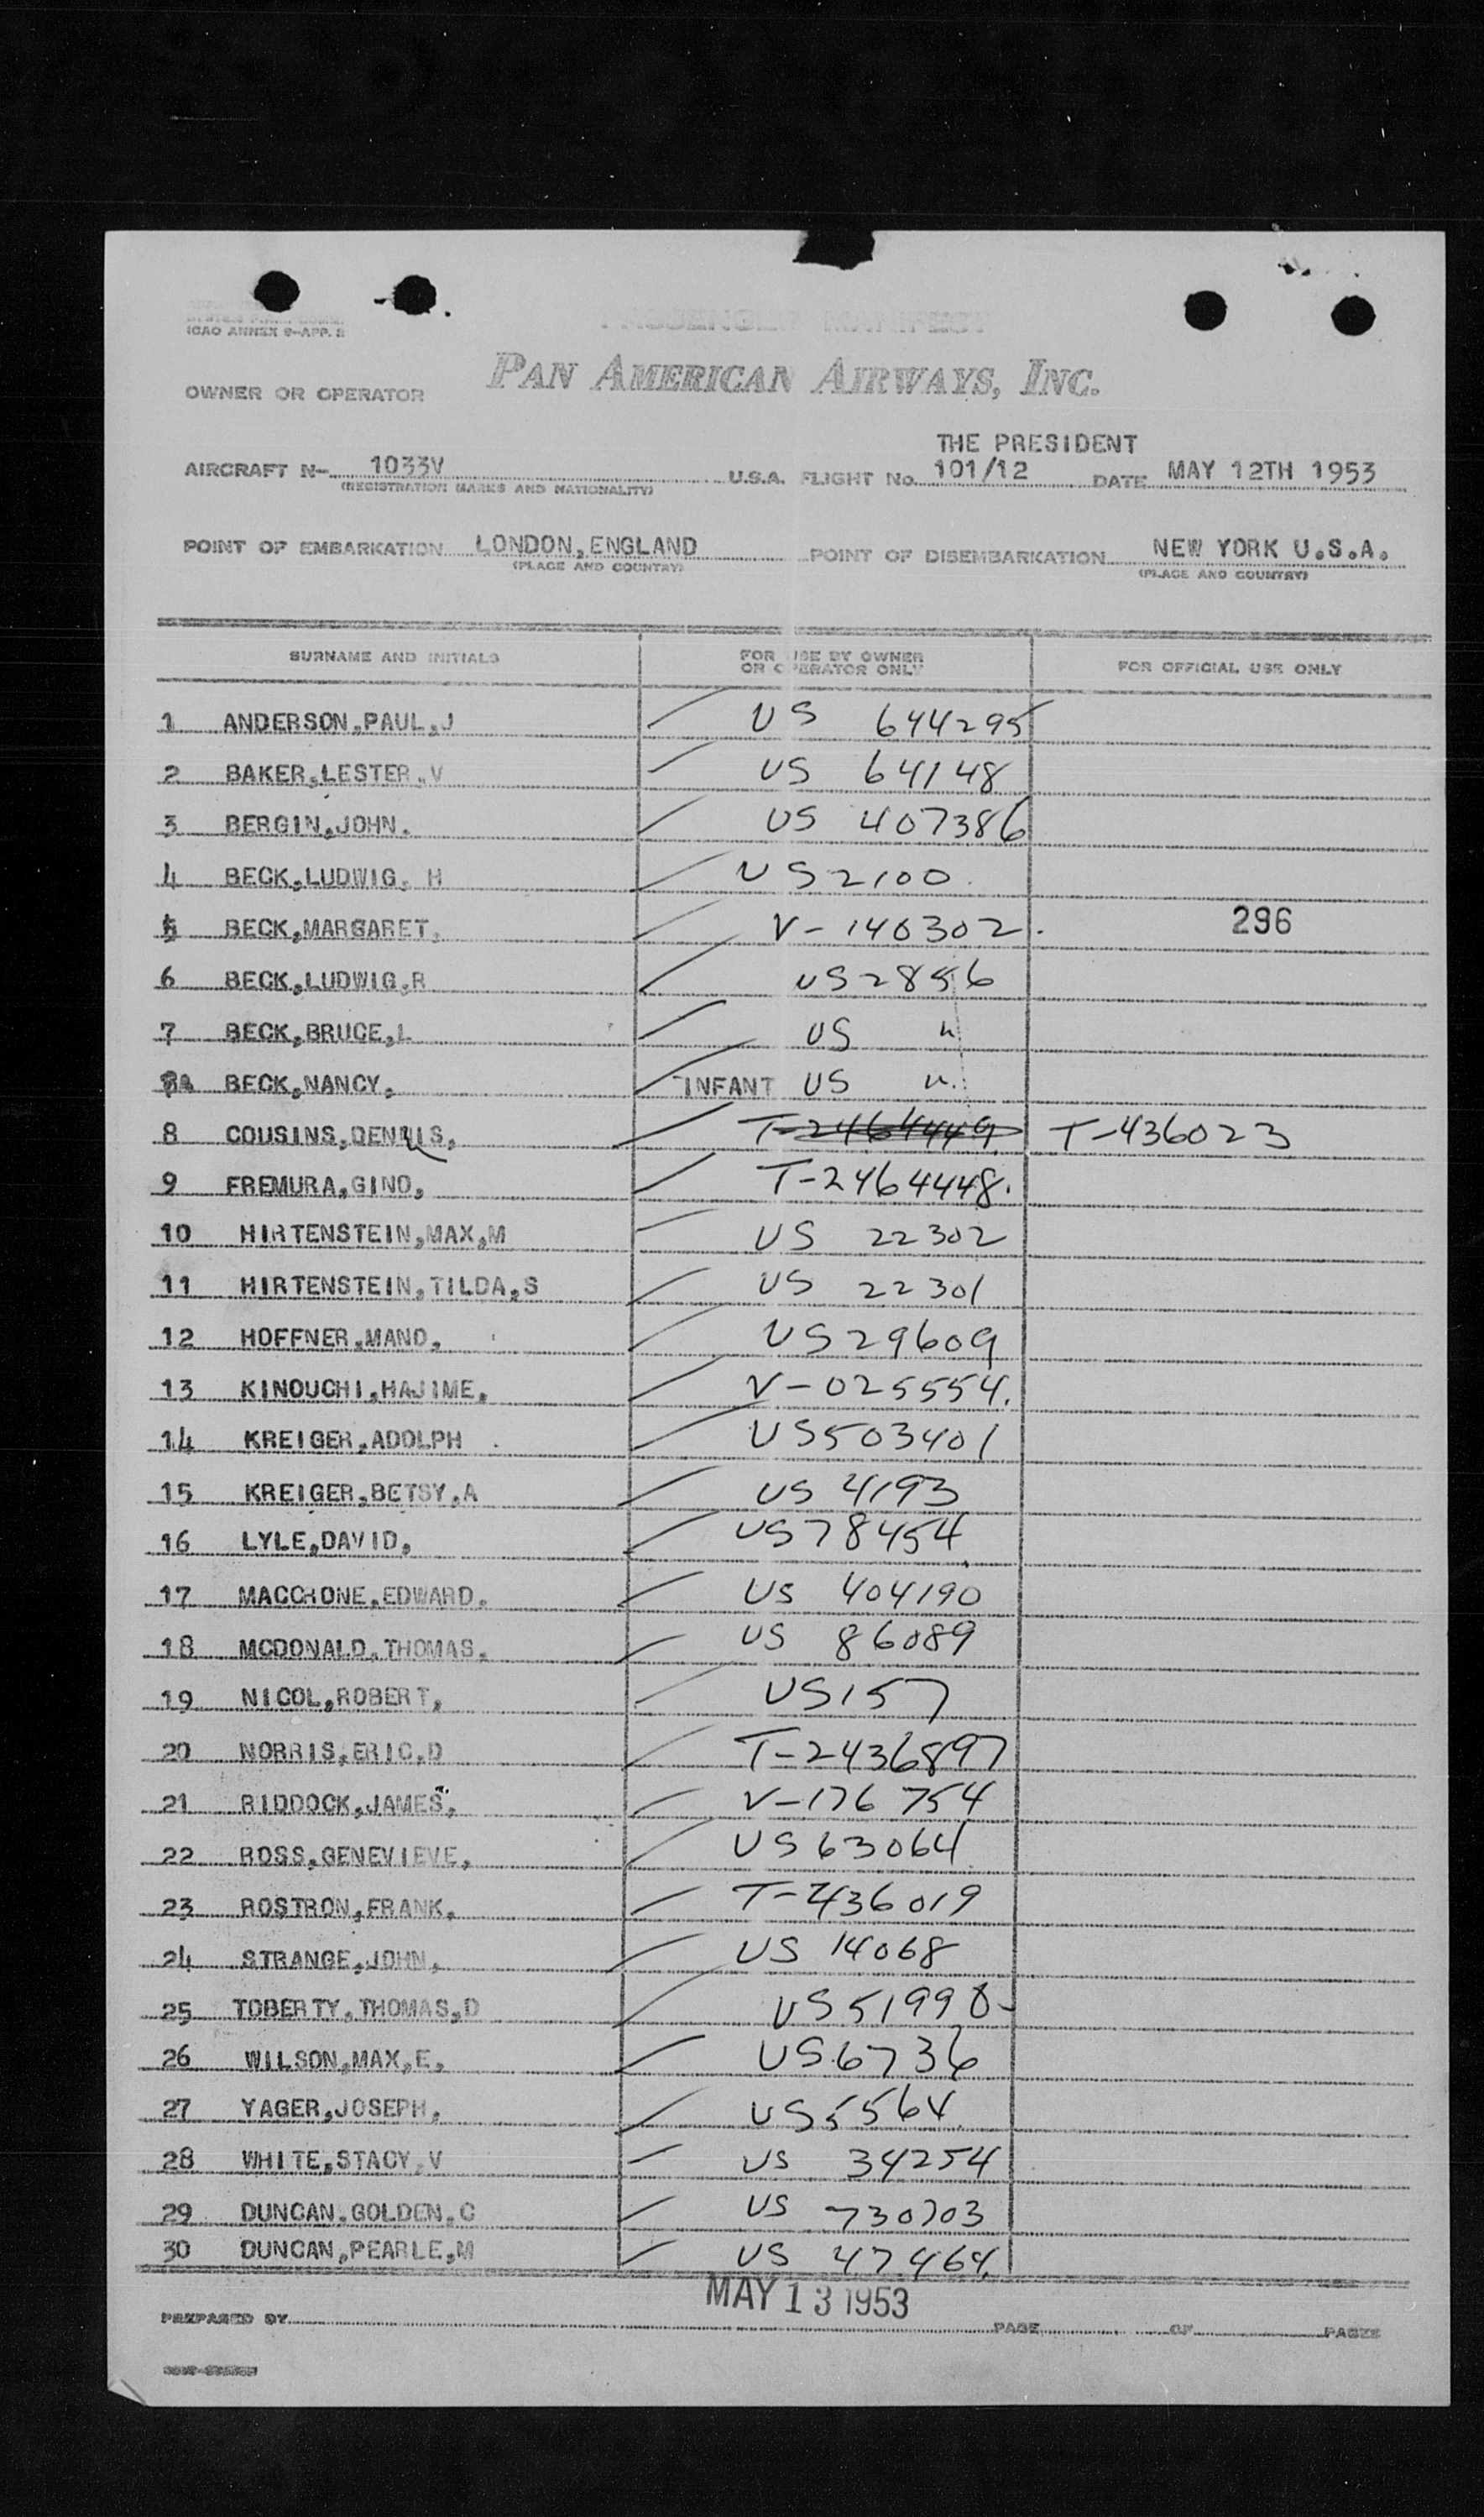 ICAO ANNEX 9-APP. 2
PASSENGER MANIFEST
OWNER OR OPERATOR PAN AMERICAN AIRWAYS, INC.
THE PRESIDENT
AIRCRAFT N- 1033V U.S.A. FLIGHT No. 101/12 DATE MAY 12TH 1953
(REGISTRATION MARKS AND NATIONALITY)
POINT OF EMBARKATION LONDON,ENGLAND POINT OF DISEMBARKATION NEW YORK U.S.A.
(PLACE AND COUNTRY) (PLACE AND COUNTRY)
SURNAME AND INITIALS FOR USE BY OWNER OR OPERATOR ONLY FOR OFFICIAL USE ONLY
1 ANDERSON,PAUL,J US 644295
2 BAKER,LESTER,V US 64148
3 BERGIN,JOHN. US 407386
4 BECK,LUDWIG, H US 2100
5 BECK,MARGARET, V-140302. 296
6 BECK,LUDWIG,R US 2856
7 BECK,BRUCE,L US "
7A BECK,NANCY, INFANT US "
8 COUSINS,DENNIS, T-2464449 T-436023
9 FREMURA,GINO, T-2464448.
10 HIRTENSTEIN,MAX,M US 22302
11 HIRTENSTEIN,TILDA,S US 22301
12 HOFFNER,MANO, US 29609
13 KINOUCHI,HAJIME, V-025554.
14 KREIGER,ADOLPH US 503401
15 KREIGER,BETSY,A US 4193
16 LYLE,DAVID, US 78454
17 MACCHONE,EDWARD, US 404190
18 MCDONALD,THOMAS, US 86089
19 NICOL,ROBERT, US 157
20 NORRIS,ERIC,D T-2436897
21 RIDDOCK,JAMES, V-176754
22 ROSS,GENEVIEVE, US 63064
23 ROSTRON,FRANK, T-436019
24 STRANGE,JOHN, US 14068
25 TOBERTY,THOMAS,D US 51998
26 WILSON,MAX,E, US 6736
27 YAGER,JOSEPH, US 5564
28 WHITE,STACY,V US 34254
29 DUNCAN,GOLDEN,C US 730703
30 DUNCAN,PEARLE,M US 47464
MAY 13 1953
PREPARED BY PAGE OF PAGES